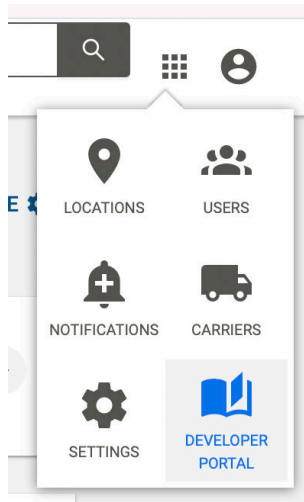 E
LOCATIONS
USERS
NOTIFICATIONS
CARRIERS
SETTINGS
DEVELOPER
PORTAL